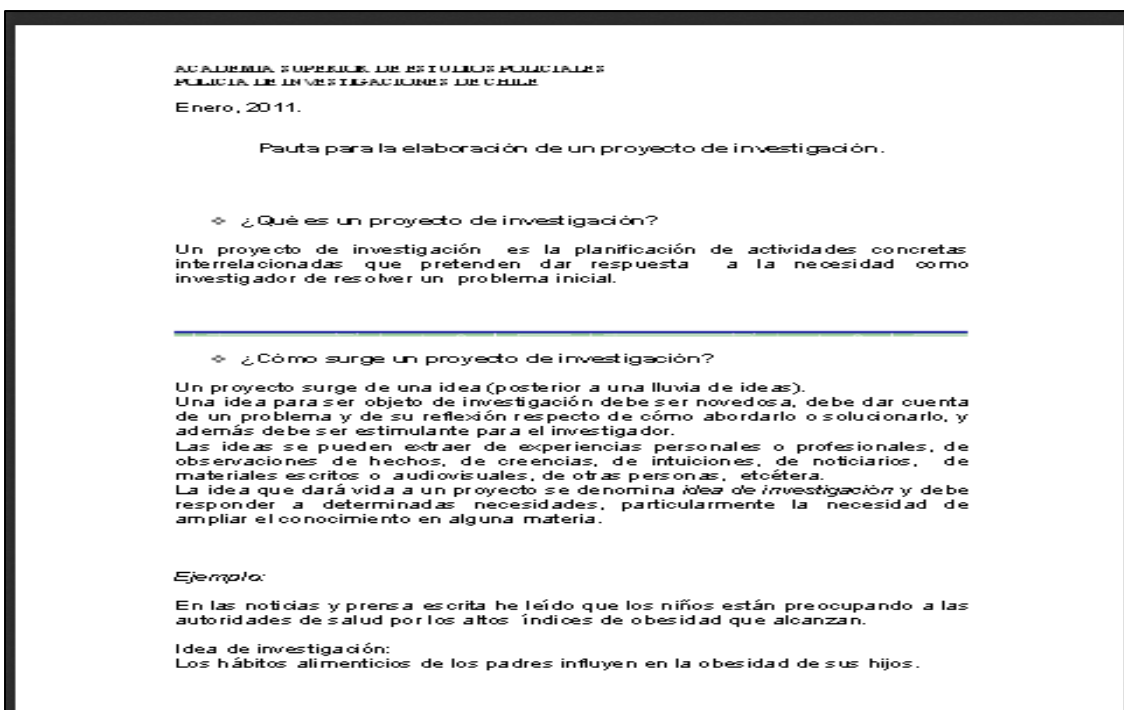 ACADEMIA SUPERIOR DE ESTUDIOS POLICIALES
POLICIA DE INVESTIGACIONES DE CHILE
Enero, 2011.
Pauta para la elaboración de un proyecto de investigación.
❖ ¿Qué es un proyecto de investigación?
Un proyecto de investigación es la planificación de actividades concretas
interrelacionadas que pretenden dar respuesta a la necesidad como
investigador de resolver un problema inicial.
❖ ¿Cómo surge un proyecto de investigación?
Un proyecto surge de una idea (posterior a una lluvia de ideas).
Una idea para ser objeto de investigación debe ser novedosa, debe dar cuenta
de un problema y de su reflexión respecto de cómo abordarlo o solucionarlo, y
además debe ser estimulante para el investigador.
Las ideas se pueden extraer de experiencias personales o profesionales, de
observaciones de hechos, de creencias, de intuiciones, de noticiarios, de
materiales escritos o audiovisuales, de otras personas, etcétera.
La idea que dará vida a un proyecto se denomina idea de investigación y debe
responder a determinadas necesidades, particularmente la necesidad de
ampliar el conocimiento en alguna materia.
Ejemplo:
En las noticias y prensa escrita he leído que los niños están preocupando a las
autoridades de salud por los altos índices de obesidad que alcanzan.
Idea de investigación:
Los hábitos alimenticios de los padres influyen en la obesidad de sus hijos.